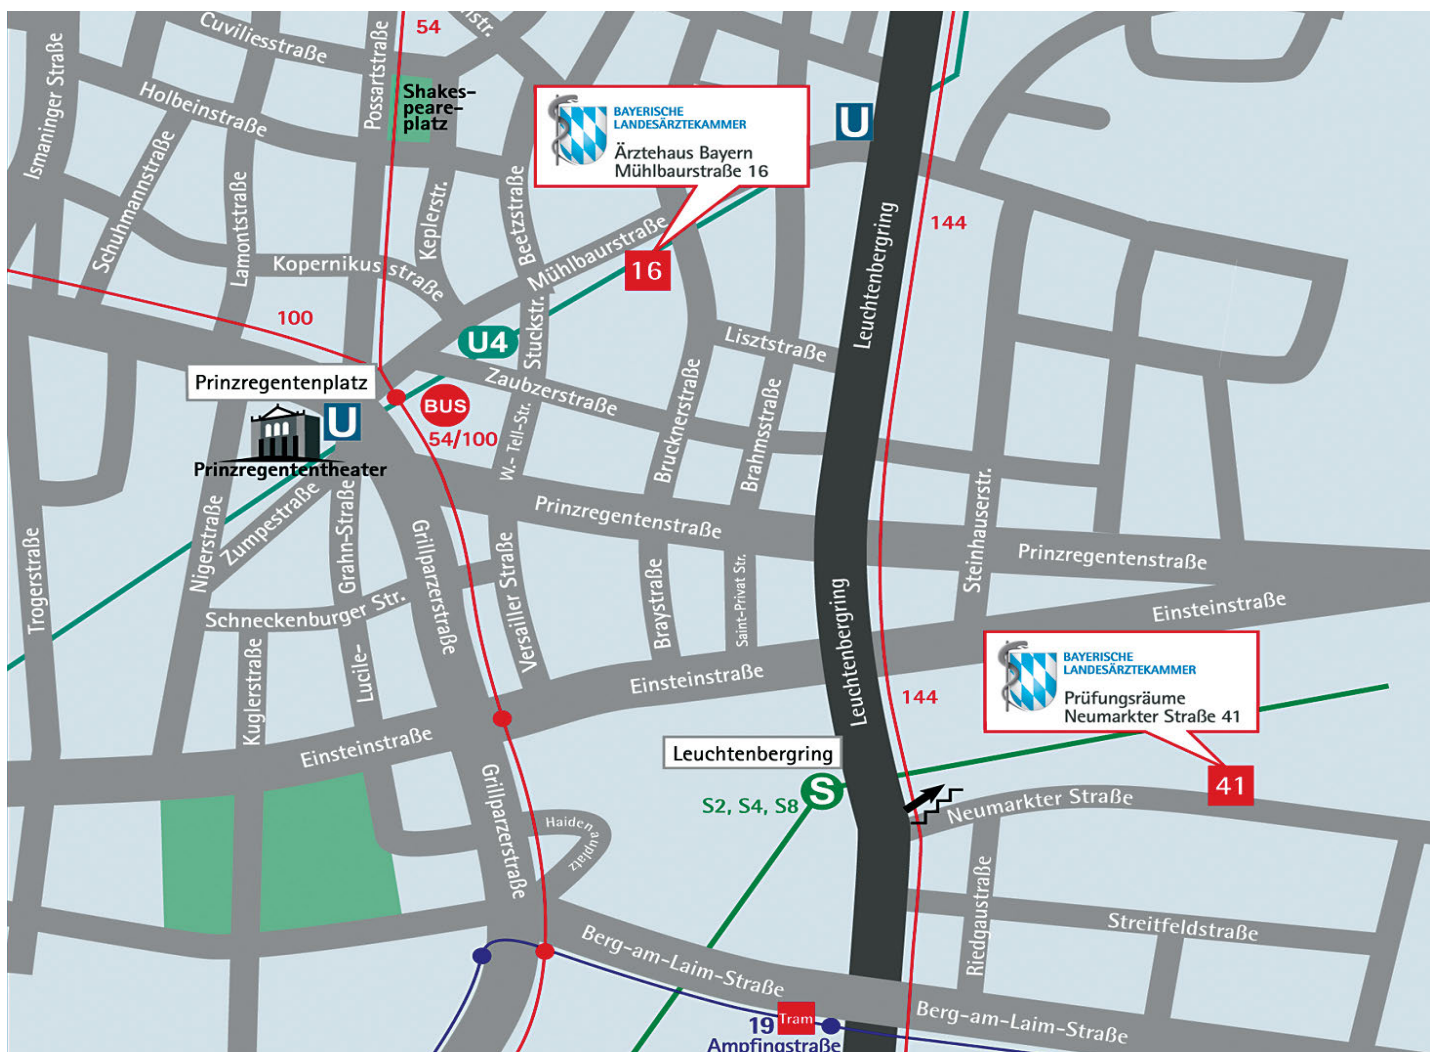 54
Cuviliesstraße
nstr.
Ismaninger Straße
Possartstraße
Holbeinstraße
Shakes-
peare-
platz
BAYERISCHE
LANDESÄRZTEKAMMER
Ärztehaus Bayern
Mühlbaurstraße 16
U
Schuhmannstraße
Lamontstraße
Keplerstr.
Beetzstraße
Kopernikusstraße
Mühlbaurstraße
16
Leuchtenbergring
144
100
U4
Stuckstr.
Lisztstraße
Prinzregentenplatz
BUS
54/100
Zaubzerstraße
W.-Tell-Str.
Brucknerstraße
Brahmsstraße
U
Prinzregententheater
Prinzregentenstraße
Steinhauserstr.
Prinzregentenstraße
Trogerstraße
Nigerstraße
Zumpestraße
Grahn-Straße
Grillparzerstraße
Versailler Straße
Braystraße
Saint-Privat Str.
Leuchtenbergring
Schneckenburger Str.
Einsteinstraße
Kuglerstraße
Lucile-
Einsteinstraße
BAYERISCHE
LANDESÄRZTEKAMMER
Prüfungsräume
Neumarkter Straße 41
144
Einsteinstraße
Leuchtenbergring
S
S2, S4, S8
41
Neumarkter Straße
Grillparzerstraße
Haidenauplatz
Riedgaustraße
Streitfeldstraße
Berg-am-Laim-Straße
Berg-am-Laim-Straße
19
Tram
Ampfingstraße